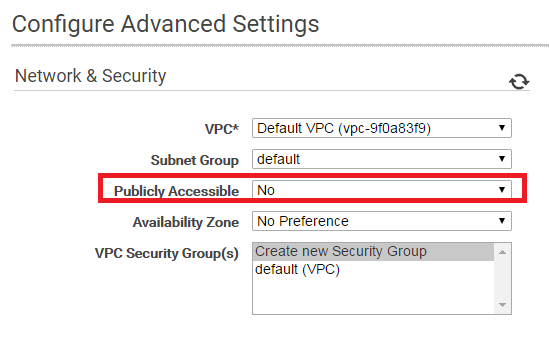 Configure Advanced Settings
Network & Security
VPC* Default VPC (vpc-9f0a83f9)
Subnet Group default
Publicly Accessible No
Availability Zone No Preference
VPC Security Group(s) Create new Security Group
default (VPC)